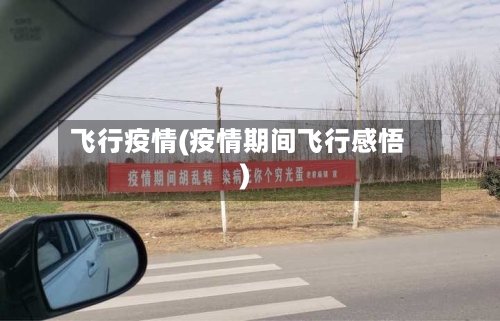 飞行疫情(疫情期间飞行感悟
)
疫情期间胡乱转 染病 你个穷光蛋